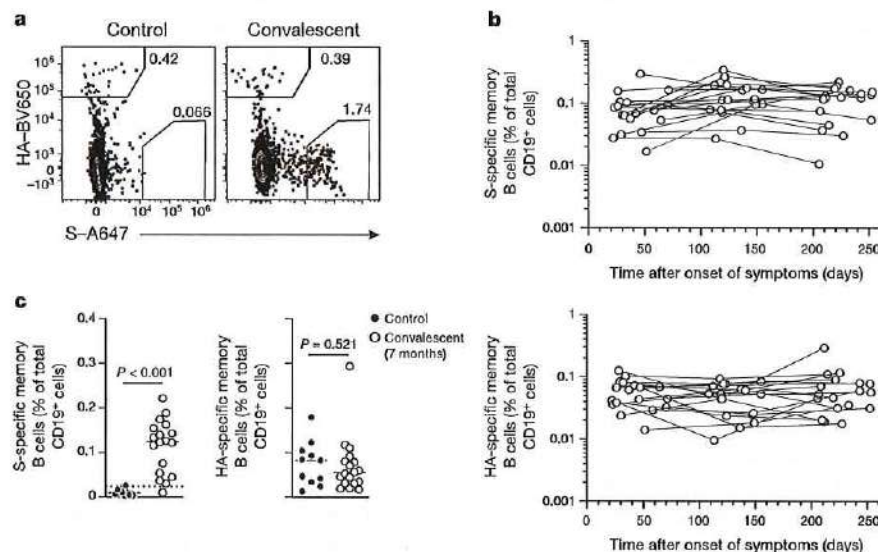 a
Control
Convalescent
0.42
0.066
0.39
1.74
HA–BV650
10⁶
10⁵
10³
0
−10³
0 10⁴ 10⁵ 10⁶
0 10⁴ 10⁵ 10⁶
S–A647
b
S-specific memory
B cells (% of total
CD19⁺ cells)
1
0.1
0.01
0.001
0 50 100 150 200 250
Time after onset of symptoms (days)
c
S-specific memory
B cells (% of total
CD19⁺ cells)
0.4
0.3
0.2
0.1
0
P < 0.001
HA-specific memory
B cells (% of total
CD19⁺ cells)
P = 0.521
Control
Convalescent
(7 months)
HA-specific memory
B cells (% of total
CD19⁺ cells)
1
0.1
0.01
0.001
0 50 100 150 200 250
Time after onset of symptoms (days)